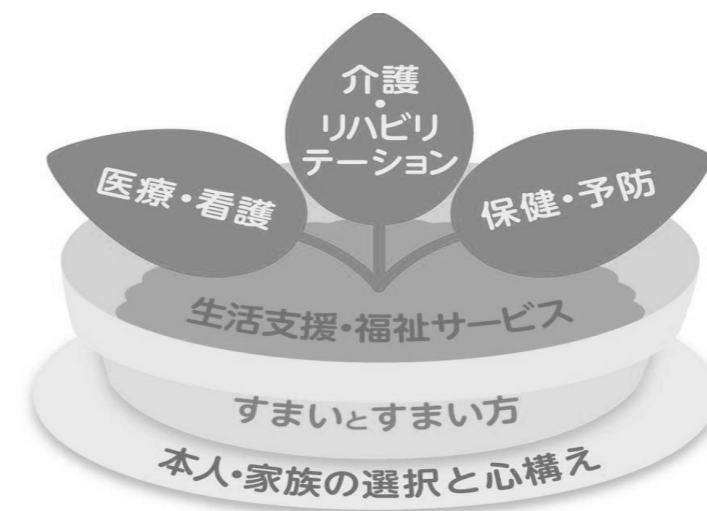 介護
・
リハビリ
テーション
医療・看護
保健・予防
生活支援・福祉サービス
すまいとすまい方
本人・家族の選択と心構え